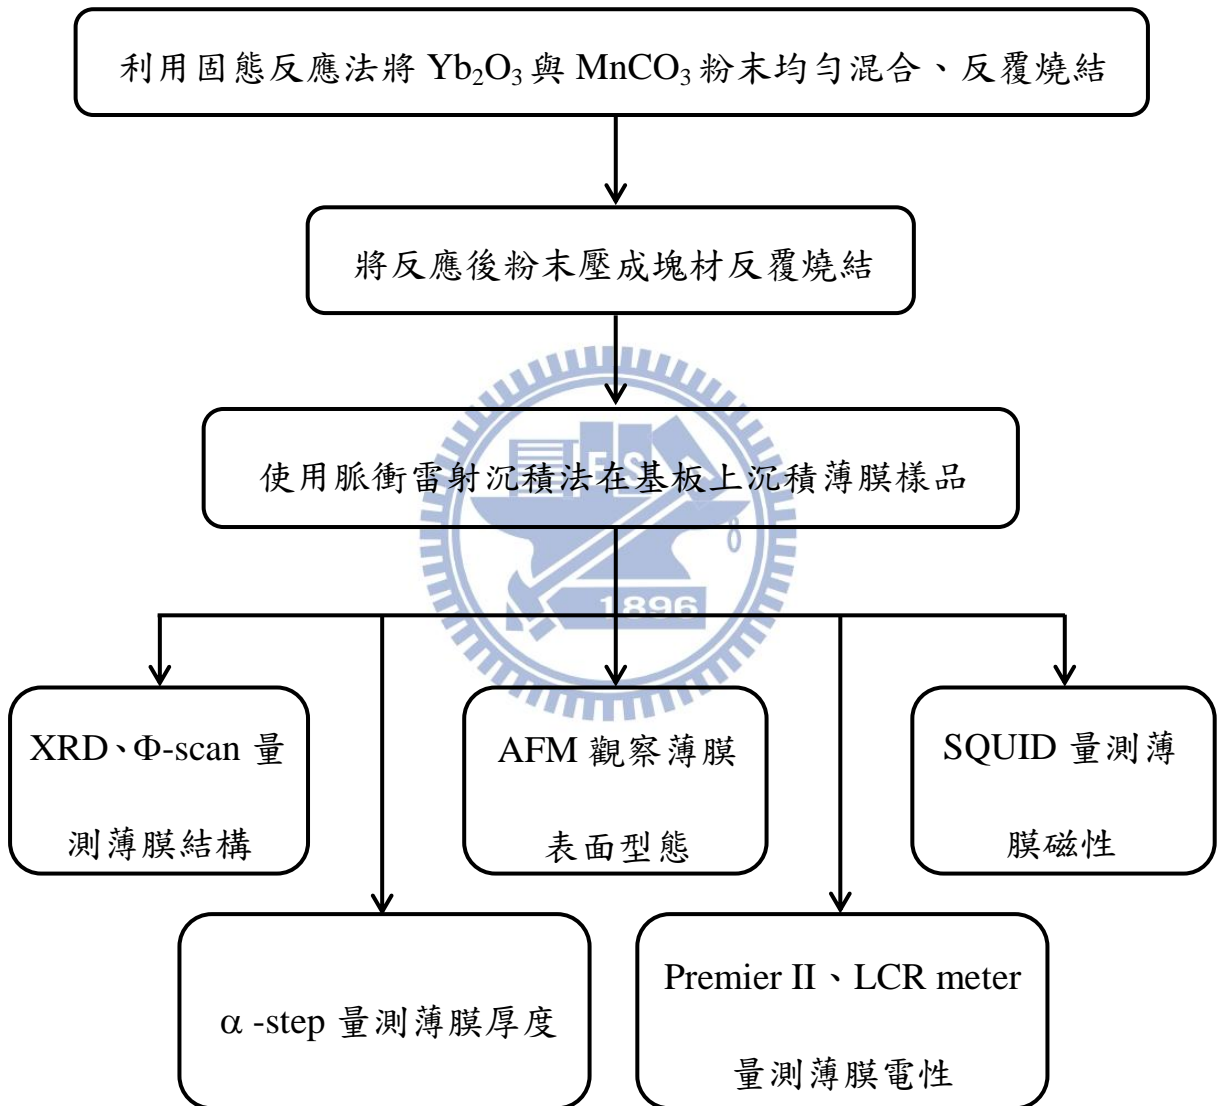 利用固態反應法將 Yb₂O₃ 與 MnCO₃ 粉末均勻混合、反覆燒結
將反應後粉末壓成塊材反覆燒結
ES
使用脈衝雷射沉積法在基板上沉積薄膜樣品
1896
XRD、Φ-scan 量
測薄膜結構
AFM 觀察薄膜
表面型態
SQUID 量測薄
膜磁性
α -step 量測薄膜厚度
Premier II、LCR meter
量測薄膜電性